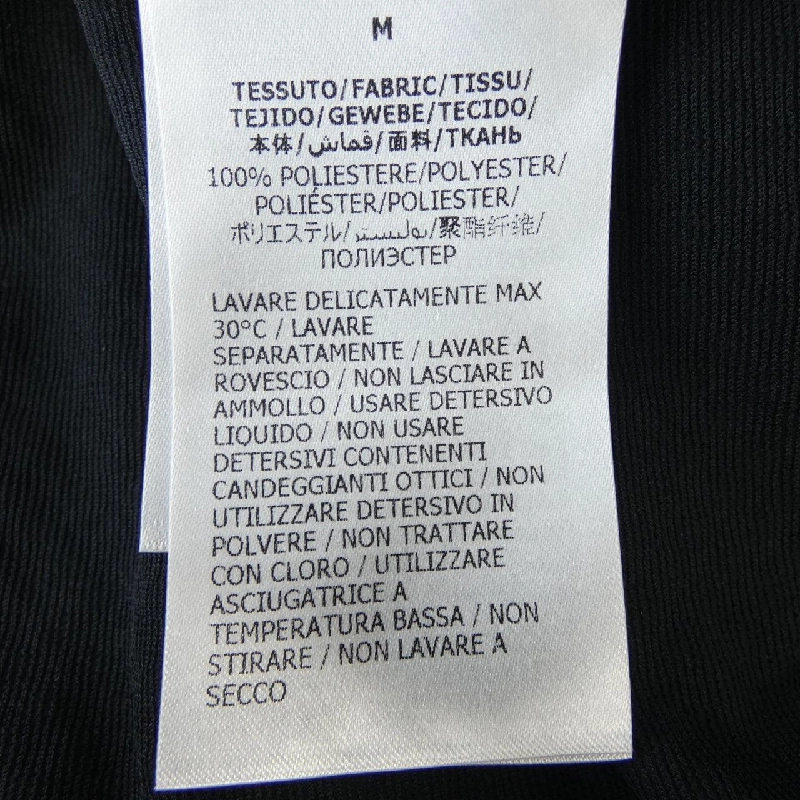 M
TESSUTO/FABRIC/TISSU/
TEJIDO/GEWEBE/TECIDO/
本体/قماش/面料/ТКАНЬ
100% POLIESTERE/POLYESTER/
POLIÉSTER/POLIESTER/
ポリエステル/بوليستر/聚酯纤维/
ПОЛИЭСТЕР
LAVARE DELICATAMENTE MAX
30°C / LAVARE
SEPARATAMENTE / LAVARE A
ROVESCIO / NON LASCIARE IN
AMMOLLO / USARE DETERSIVO
LIQUIDO / NON USARE
DETERSIVI CONTENENTI
CANDEGGIANTI OTTICI / NON
UTILIZZARE DETERSIVO IN
POLVERE / NON TRATTARE
CON CLORO / UTILIZZARE
ASCIUGATRICE A
TEMPERATURA BASSA / NON
STIRARE / NON LAVARE A
SECCO